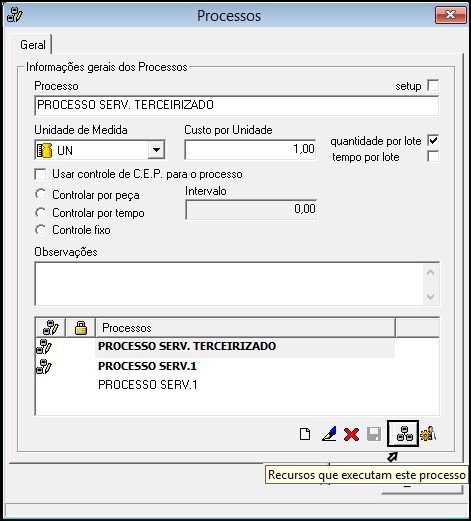 Processos
Geral
Informações gerais dos Processos
Processo
setup
PROCESSO SERV. TERCEIRIZADO
Unidade de Medida
Custo por Unidade
UN
1,00
quantidade por lote
tempo por lote
Usar controle de C.E.P. para o processo
Controlar por peça
Intervalo
Controlar por tempo
0,00
Controle fixo
Observações
Processos
PROCESSO SERV. TERCEIRIZADO
PROCESSO SERV.1
PROCESSO SERV.1
Recursos que executam este processo